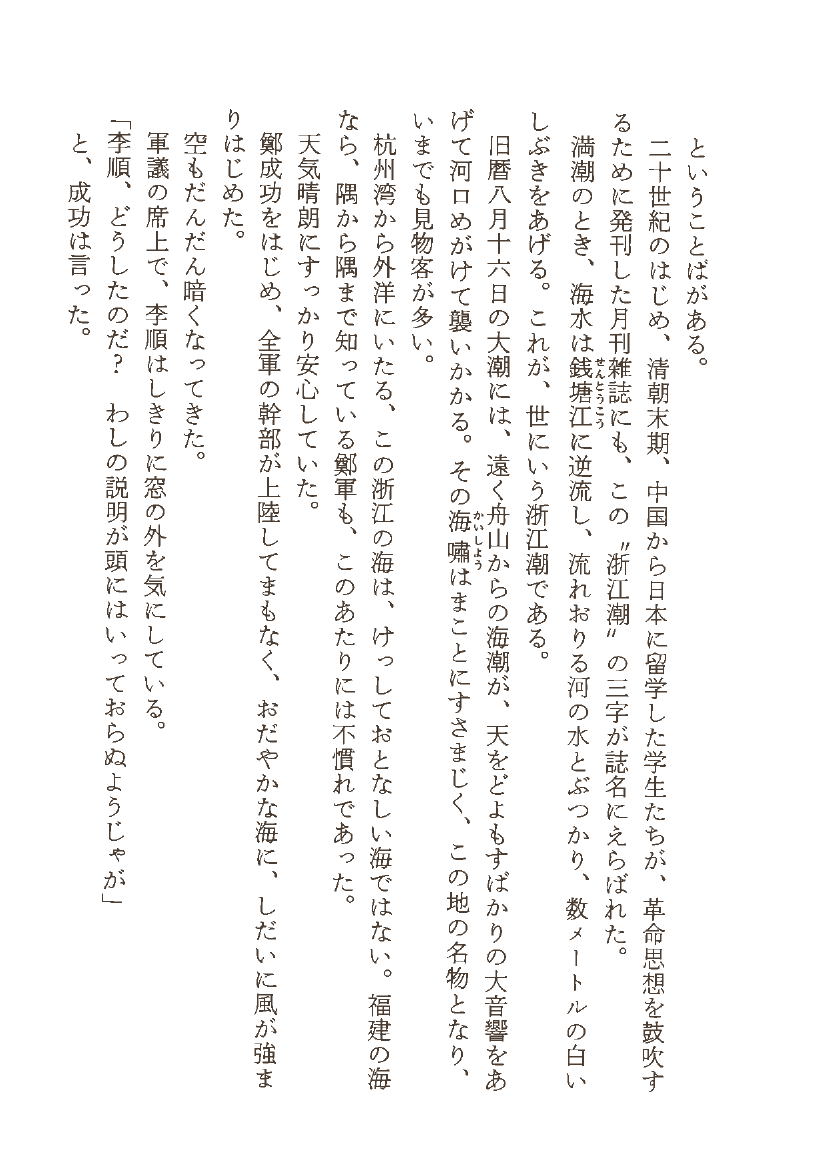 ということばがある。
二十世紀のはじめ、清朝末期、中国から日本に留学した学生たちが、革命思想を鼓吹す
るために発刊した月刊雑誌にも、この〝浙江潮〟の三字が誌名にえらばれた。
満潮のとき、海水は銭塘江に逆流し、流れおりる河の水とぶつかり、数メートルの白い
せんとうこう
しぶきをあげる。これが、世にいう浙江潮である。
旧暦八月十六日の大潮には、遠く舟山からの海潮が、天をどよもすばかりの大音響をあ
げて河口めがけて襲いかかる。その海嘯はまことにすさまじく、この地の名物となり、
かいしよう
いまでも見物客が多い。
杭州湾から外洋にいたる、この浙江の海は、けっしておとなしい海ではない。福建の海
なら、隅から隅まで知っている鄭軍も、このあたりには不慣れであった。
天気晴朗にすっかり安心していた。
鄭成功をはじめ、全軍の幹部が上陸してまもなく、おだやかな海に、しだいに風が強ま
りはじめた。
空もだんだん暗くなってきた。
軍議の席上で、李順はしきりに窓の外を気にしている。
「李順、どうしたのだ？　わしの説明が頭にはいっておらぬようじゃが」
と、成功は言った。